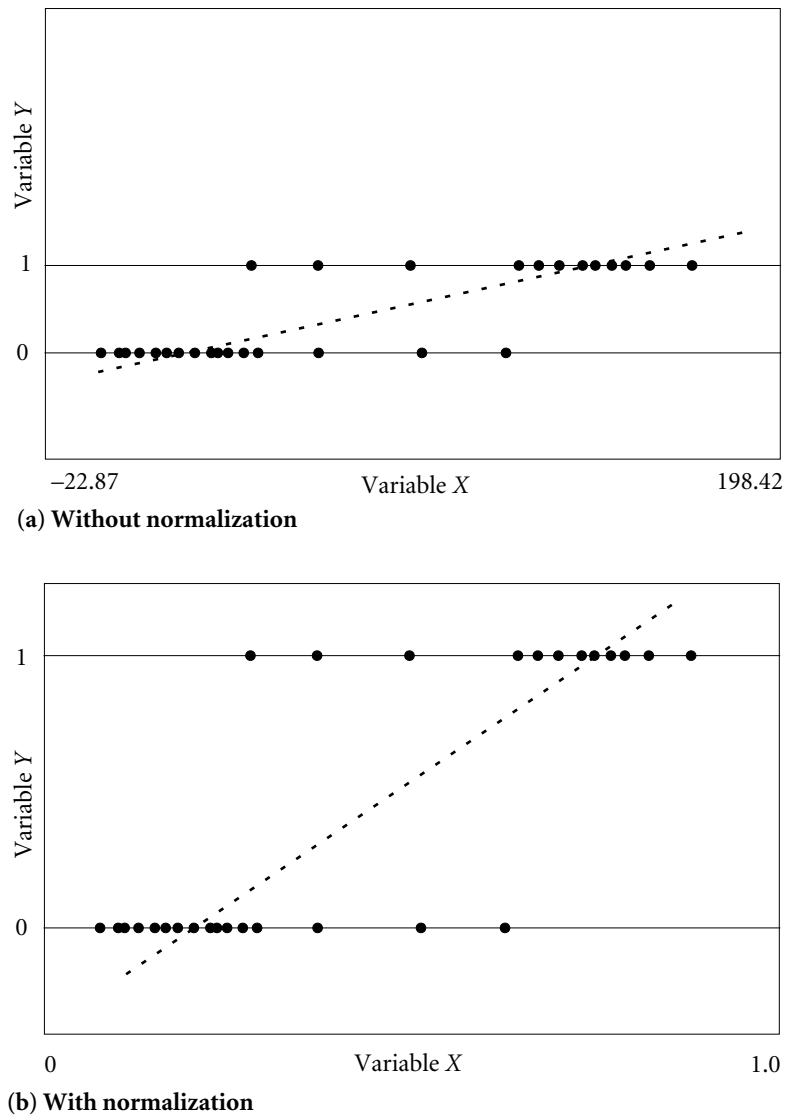 Variable Y
1
0
−22.87
Variable X
198.42
(a) Without normalization
Variable Y
1
0
0
Variable X
1.0
(b) With normalization